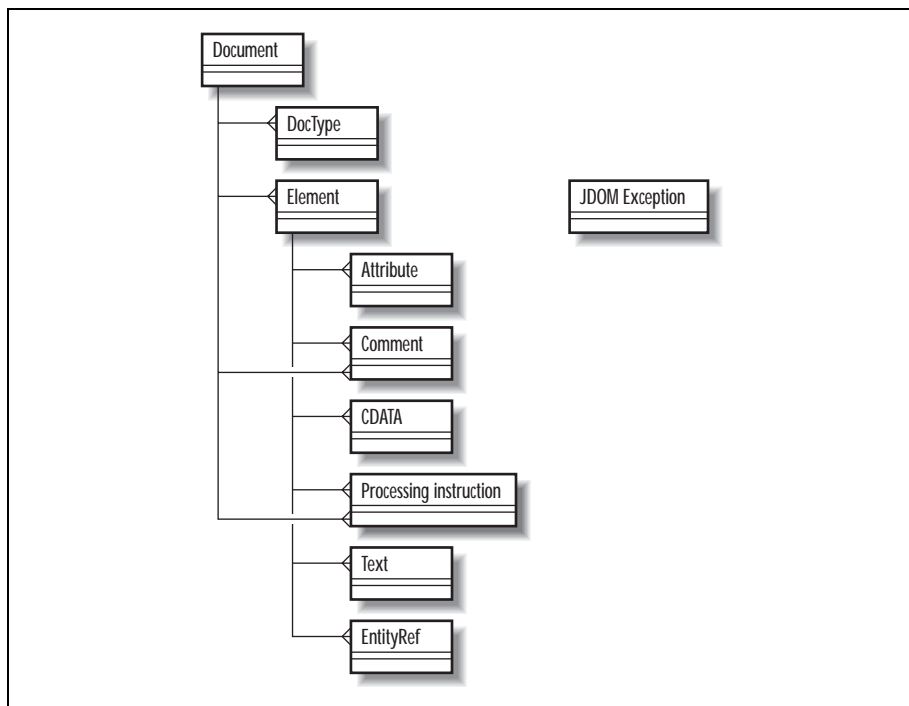 Document
DocType
Element
JDOM Exception
Attribute
Comment
CDATA
Processing instruction
Text
EntityRef